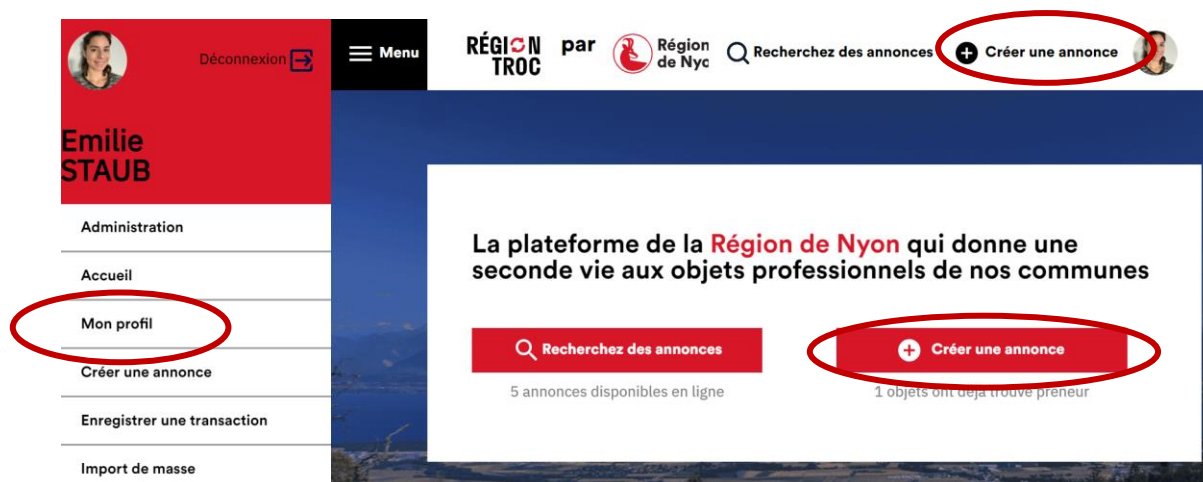 Déconnexion
Menu
RÉGION TROC
par
Région
de Nyc
Recherchez des annonces
Créer une annonce
Emilie
STAUB
Administration
Accueil
Mon profil
Créer une annonce
Enregistrer une transaction
Import de masse
La plateforme de la Région de Nyon qui donne une
seconde vie aux objets professionnels de nos communes
Recherchez des annonces
Créer une annonce
5 annonces disponibles en ligne
1 objets ont déjà trouvé preneur